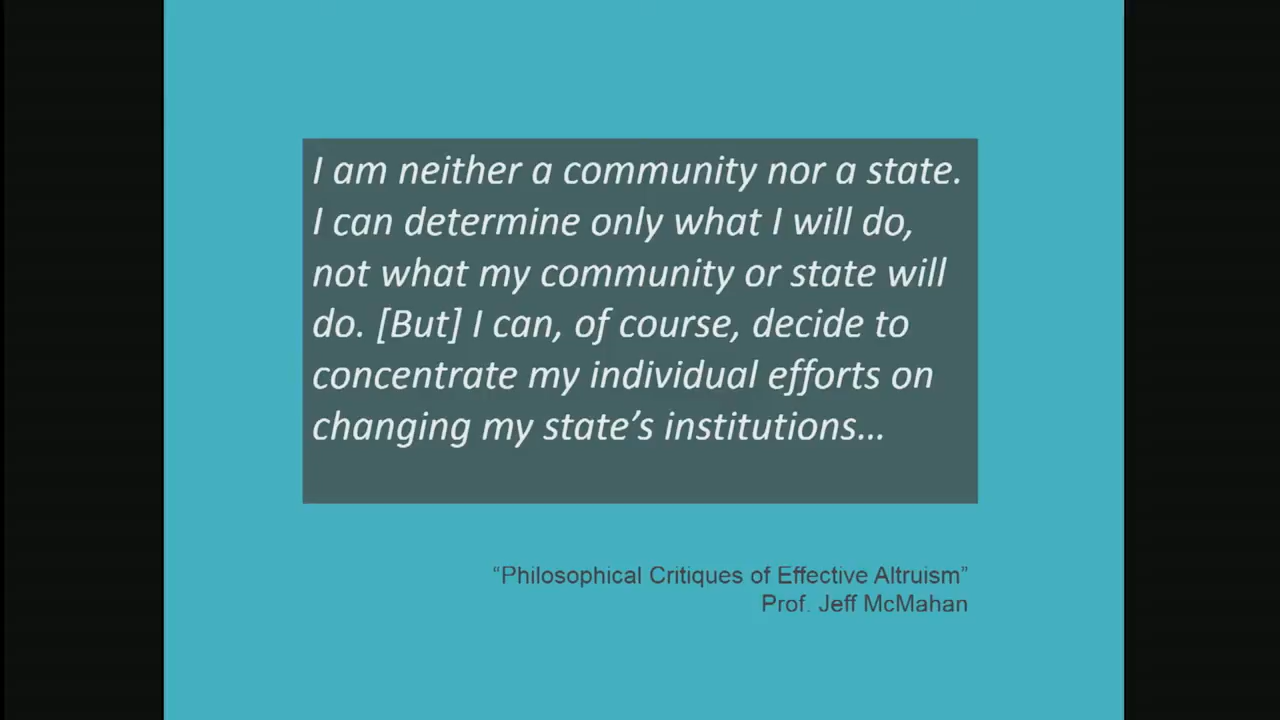 I am neither a community nor a state.
I can determine only what I will do,
not what my community or state will
do. [But] I can, of course, decide to
concentrate my individual efforts on
changing my state’s institutions…
“Philosophical Critiques of Effective Altruism”
Prof. Jeff McMahan